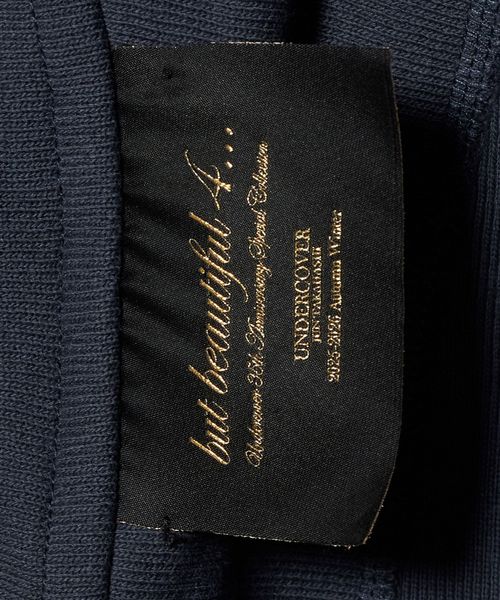 but beautiful 4...
Undercover 35th Anniversary Special Collection
UNDERCOVER
JUN TAKAHASHI
2025-2026 Autumn Winter